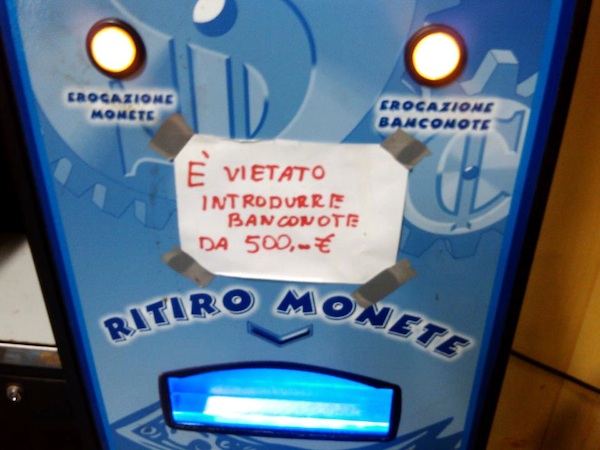 EROGAZIONE
MONETE
EROGAZIONE
BANCONOTE
È VIETATO
INTRODURRE
BANCONOTE
DA 500,-€
RITIRO MONETE